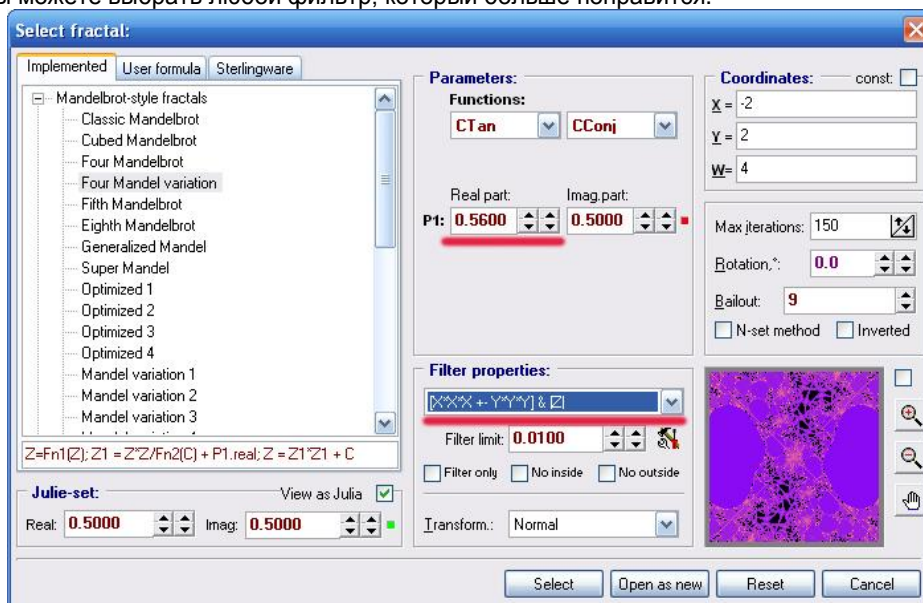 вы можете выбрать любой фильтр, который больше понравится.
Select fractal:
Implemented User formula Sterlingware
Mandelbrot-style fractals
Classic Mandelbrot
Cubed Mandelbrot
Four Mandelbrot
Four Mandel variation
Fifth Mandelbrot
Eighth Mandelbrot
Generalized Mandel
Super Mandel
Optimized 1
Optimized 2
Optimized 3
Optimized 4
Mandel variation 1
Mandel variation 2
Mandel variation 3
Z=Fn1(Z); Z1 = Z*Z/Fn2(C) + P1.real; Z = Z1*Z1 + C
Julie-set: View as Julia
Real: 0.5000 Imag: 0.5000
Parameters:
Functions:
CTan CConj
Real part: Imag.part:
P1: 0.5600 0.5000
Filter properties:
[X*X*X +- Y*Y*Y] & |Z|
Filter limit: 0.0100
Filter only No inside No outside
Transform.: Normal
Coordinates: const:
X = -2
Y = 2
W= 4
Max iterations: 150
Rotation,°: 0.0
Bailout: 9
N-set method Inverted
Select Open as new Reset Cancel